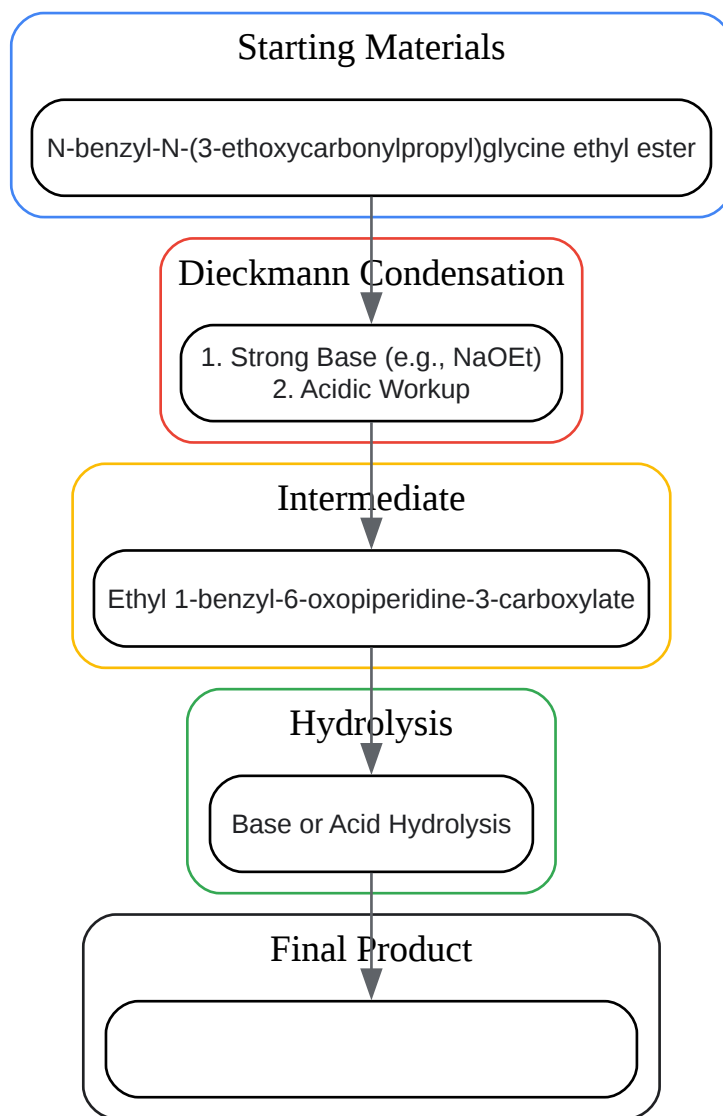 Starting Materials
N-benzyl-N-(3-ethoxycarbonylpropyl)glycine ethyl ester
Dieckmann Condensation
1. Strong Base (e.g., NaOEt)
2. Acidic Workup
Intermediate
Ethyl 1-benzyl-6-oxopiperidine-3-carboxylate
Hydrolysis
Base or Acid Hydrolysis
Final Product